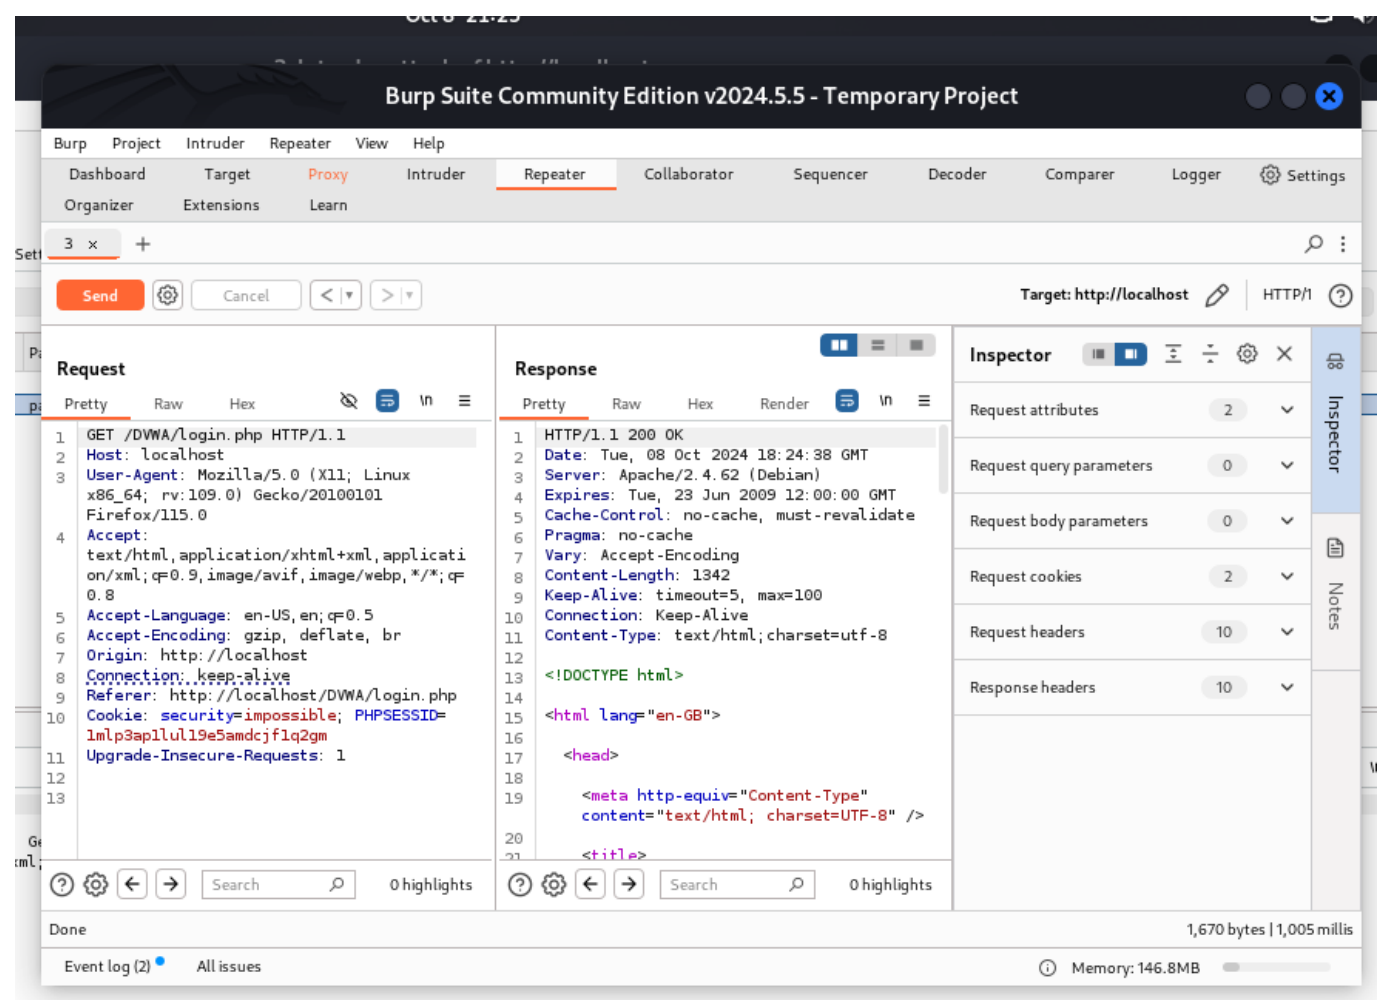 Oct 8 21:25
Burp Suite Community Edition v2024.5.5 - Temporary Project
Burp Project Intruder Repeater View Help
Dashboard Target Proxy Intruder Repeater Collaborator Sequencer Decoder Comparer Logger Settings
Organizer Extensions Learn
3 × +
Sett
Send Cancel < > Target: http://localhost HTTP/1
Request
Pretty Raw Hex \n
1 GET /DVWA/login.php HTTP/1.1
2 Host: localhost
3 User-Agent: Mozilla/5.0 (X11; Linux
x86_64; rv:109.0) Gecko/20100101
Firefox/115.0
4 Accept:
text/html,application/xhtml+xml,applicati
on/xml;q=0.9,image/avif,image/webp,*/*;q=
0.8
5 Accept-Language: en-US,en;q=0.5
6 Accept-Encoding: gzip, deflate, br
7 Origin: http://localhost
8 Connection: keep-alive
9 Referer: http://localhost/DVWA/login.php
10 Cookie: security=impossible; PHPSESSID=
1mlp3ap1lul19e5amdcjf1q2gm
11 Upgrade-Insecure-Requests: 1
12
13
Response
Pretty Raw Hex Render \n
1 HTTP/1.1 200 OK
2 Date: Tue, 08 Oct 2024 18:24:38 GMT
3 Server: Apache/2.4.62 (Debian)
4 Expires: Tue, 23 Jun 2009 12:00:00 GMT
5 Cache-Control: no-cache, must-revalidate
6 Pragma: no-cache
7 Vary: Accept-Encoding
8 Content-Length: 1342
9 Keep-Alive: timeout=5, max=100
10 Connection: Keep-Alive
11 Content-Type: text/html;charset=utf-8
12
13 <!DOCTYPE html>
14
15 <html lang="en-GB">
16
17 <head>
18
19 <meta http-equiv="Content-Type"
content="text/html; charset=UTF-8" />
20
21 <title>
Inspector
Request attributes 2
Request query parameters 0
Request body parameters 0
Request cookies 2
Request headers 10
Response headers 10
Inspector
Notes
Search 0 highlights
Search 0 highlights
Done 1,670 bytes | 1,005 millis
Event log (2) All issues Memory: 146.8MB